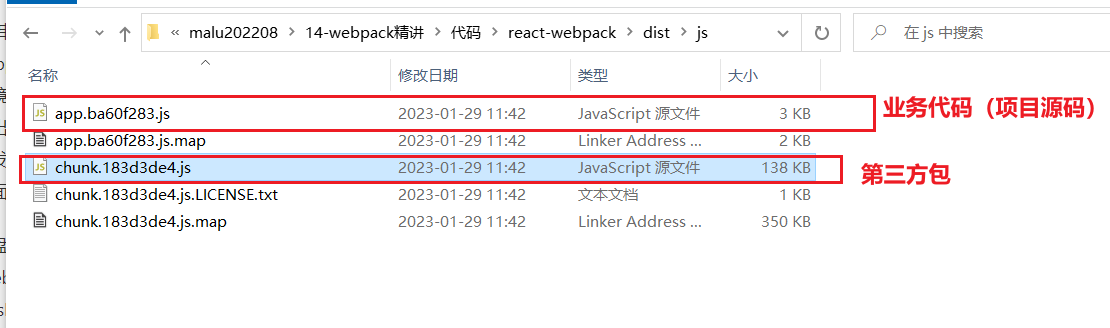 « malu202208 > 14-webpack精讲 > 代码 > react-webpack > dist > js
在 js 中搜索
名称 修改日期 类型 大小
app.ba60f283.js 2023-01-29 11:42 JavaScript 源文件 3 KB 业务代码（项目源码）
app.ba60f283.js.map 2023-01-29 11:42 Linker Address ... 2 KB
chunk.183d3de4.js 2023-01-29 11:42 JavaScript 源文件 138 KB 第三方包
chunk.183d3de4.js.LICENSE.txt 2023-01-29 11:42 文本文档 1 KB
chunk.183d3de4.js.map 2023-01-29 11:42 Linker Address ... 350 KB